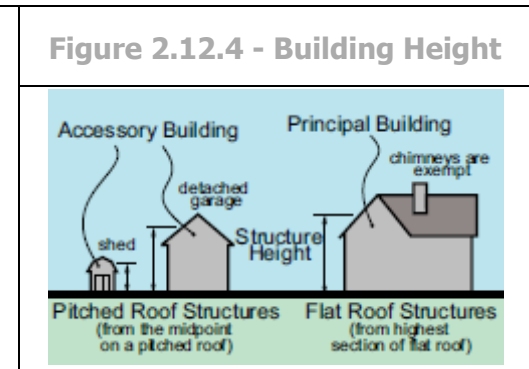 Figure 2.12.4 - Building Height
Accessory Building
Principal Building
chimneys are
exempt
detached
garage
shed
Structure
Height
Pitched Roof Structures
(from the midpoint
on a pitched roof)
Flat Roof Structures
(from highest
section of flat roof)